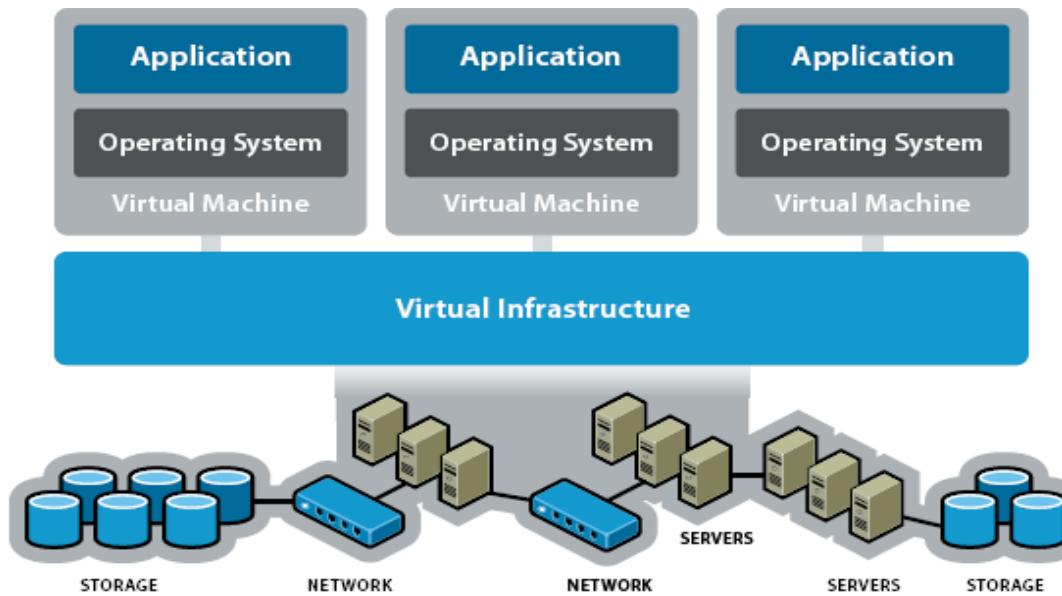 Application
Application
Application
Operating System
Operating System
Operating System
Virtual Machine
Virtual Machine
Virtual Machine
Virtual Infrastructure
SERVERS
STORAGE
NETWORK
NETWORK
SERVERS
STORAGE